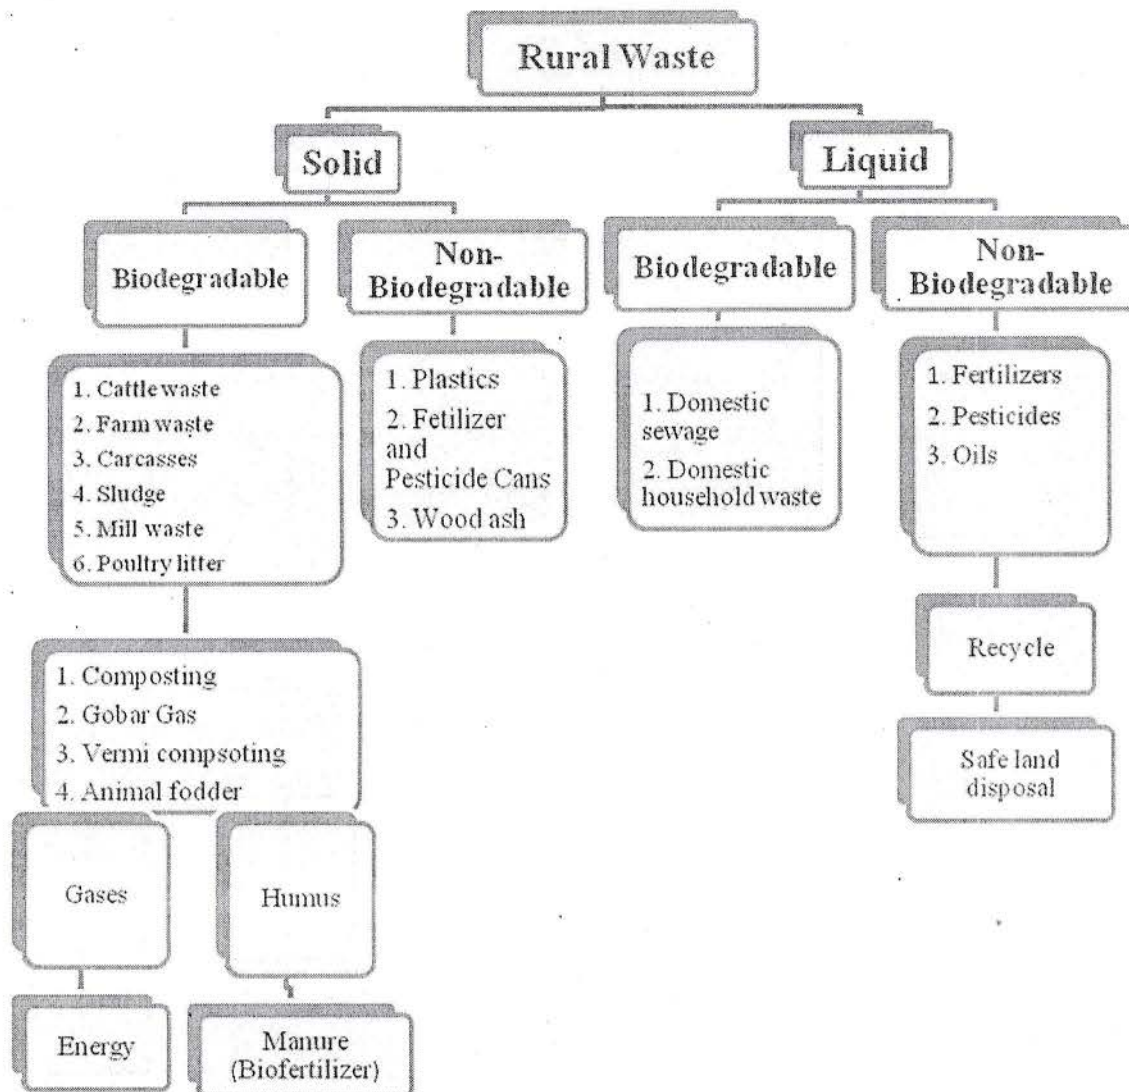 Rural Waste
Solid
Liquid
Biodegradable
Non-
Biodegradable
Biodegradable
Non-
Biodegradable
1. Cattle waste
2. Farm waste
3. Carcasses
4. Sludge
5. Mill waste
6. Poultry litter
1. Plastics
2. Fetilizer
and
Pesticide Cans
3. Wood ash
1. Domestic
sewage
2. Domestic
household waste
1. Fertilizers
2. Pesticides
3. Oils
1. Composting
2. Gobar Gas
3. Vermi compsoting
4. Animal fodder
Recycle
Safe land
disposal
Gases
Humus
Energy
Manure
(Biofertilizer)